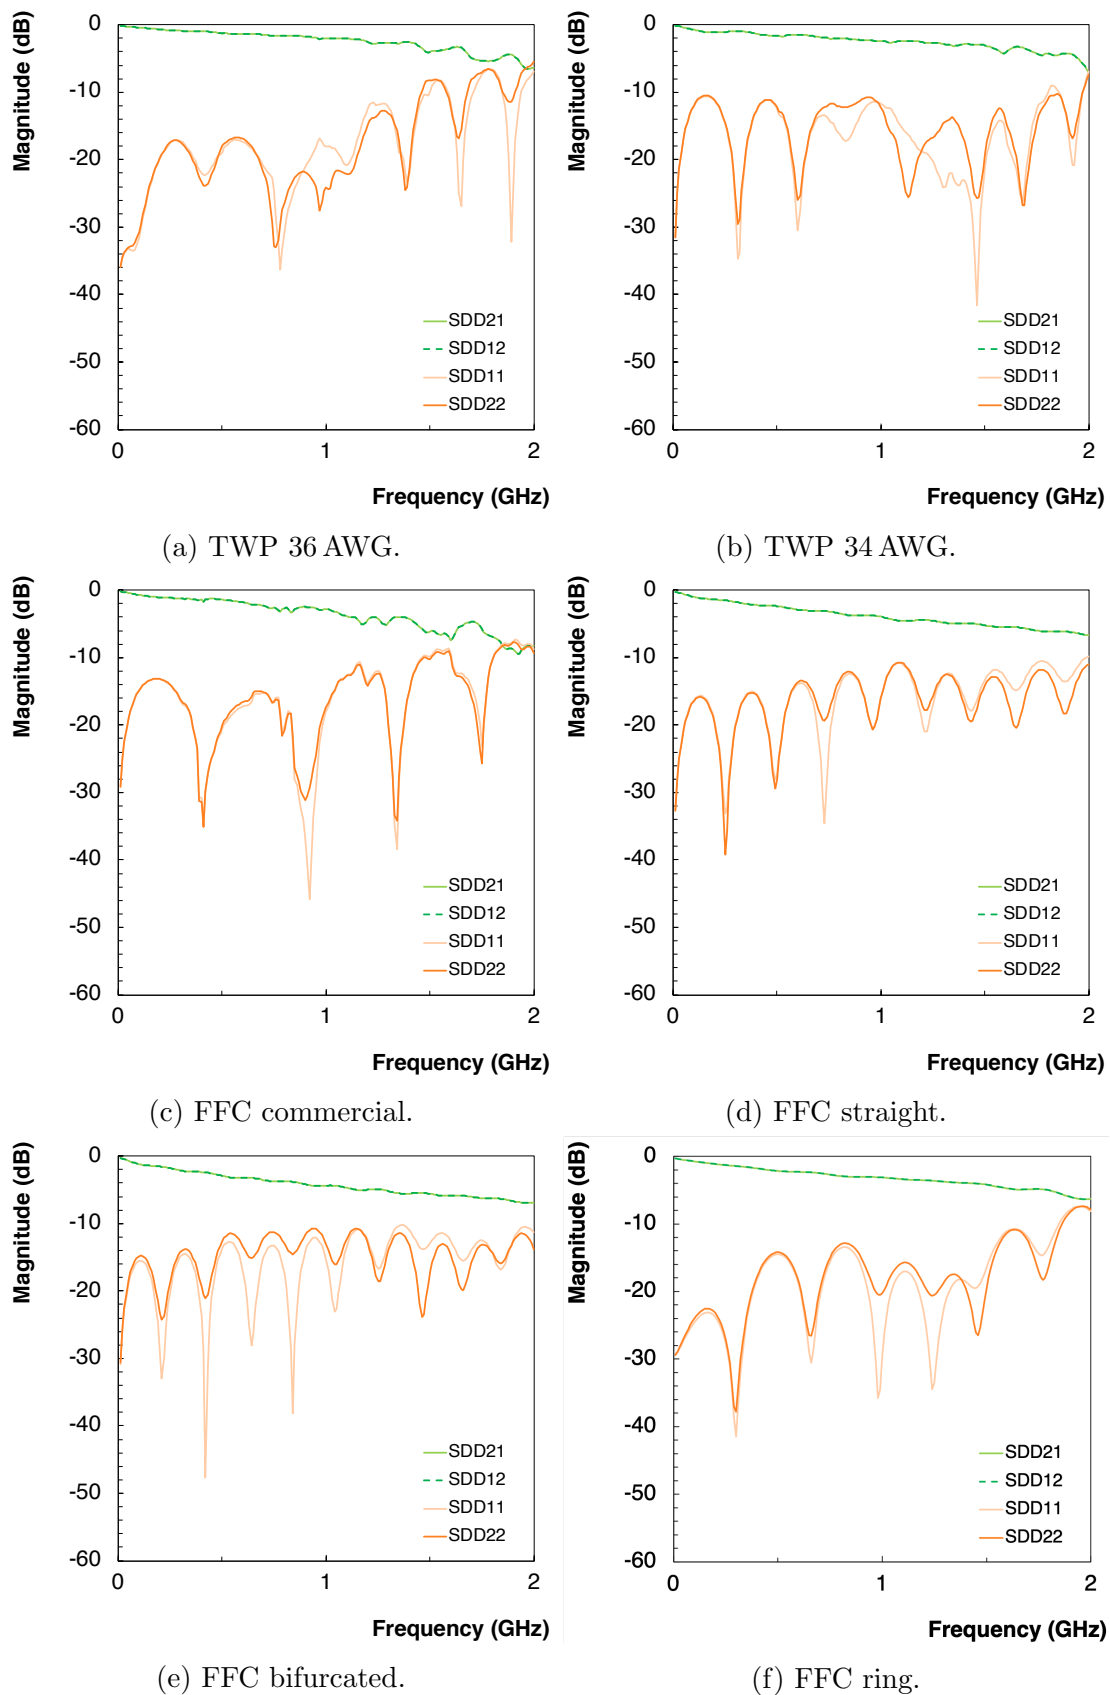 Magnitude (dB)
0
-10
-20
-30
-40
-50
-60
SDD21
SDD12
SDD11
SDD22
0
1
2
Frequency (GHz)
(a) TWP 36 AWG.
Magnitude (dB)
0
-10
-20
-30
-40
-50
-60
SDD21
SDD12
SDD11
SDD22
0
1
2
Frequency (GHz)
(b) TWP 34 AWG.
Magnitude (dB)
0
-10
-20
-30
-40
-50
-60
SDD21
SDD12
SDD11
SDD22
0
1
2
Frequency (GHz)
(c) FFC commercial.
Magnitude (dB)
0
-10
-20
-30
-40
-50
-60
SDD21
SDD12
SDD11
SDD22
0
1
2
Frequency (GHz)
(d) FFC straight.
Magnitude (dB)
0
-10
-20
-30
-40
-50
-60
SDD21
SDD12
SDD11
SDD22
0
1
2
Frequency (GHz)
(e) FFC bifurcated.
Magnitude (dB)
0
-10
-20
-30
-40
-50
-60
SDD21
SDD12
SDD11
SDD22
0
1
2
Frequency (GHz)
(f) FFC ring.